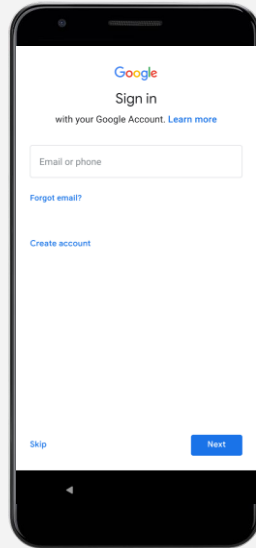 Google
Sign in
with your Google Account. Learn more
Email or phone
Forgot email?
Create account
Skip
Next